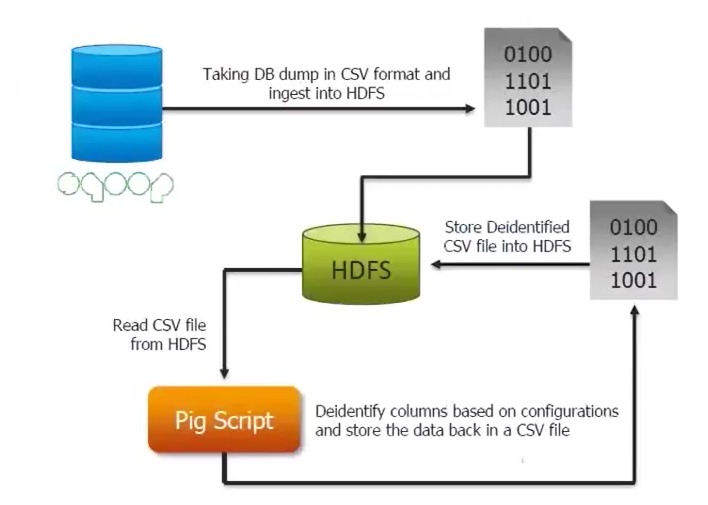 Taking DB dump in CSV format and
ingest into HDFS
0100
1101
1001
sqoop
Store Deidentified
CSV file into HDFS
0100
1101
1001
HDFS
Read CSV file
from HDFS
Pig Script
Deidentify columns based on configurations
and store the data back in a CSV file